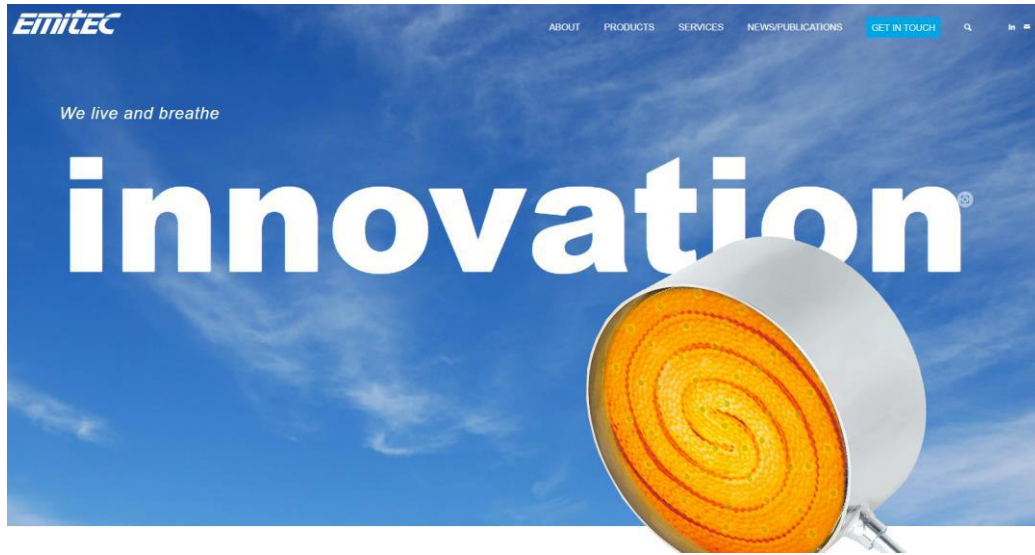 EMITEC
ABOUT PRODUCTS SERVICES NEWS/PUBLICATIONS GET IN TOUCH in
We live and breathe
innovation